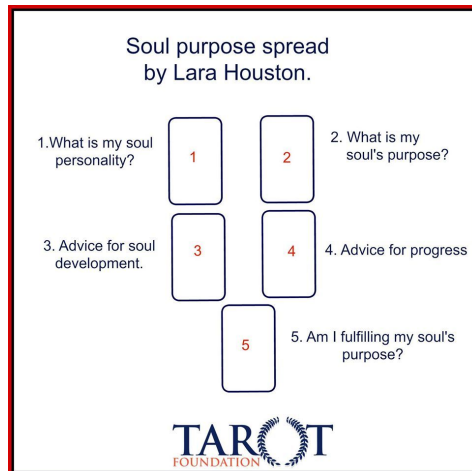 Soul purpose spread
by Lara Houston.
1.What is my soul
personality?
1
2
2. What is my
soul's purpose?
3. Advice for soul
development.
3
4
4. Advice for progress
5
5. Am I fulfilling my soul's
purpose?
TAROT
FOUNDATION